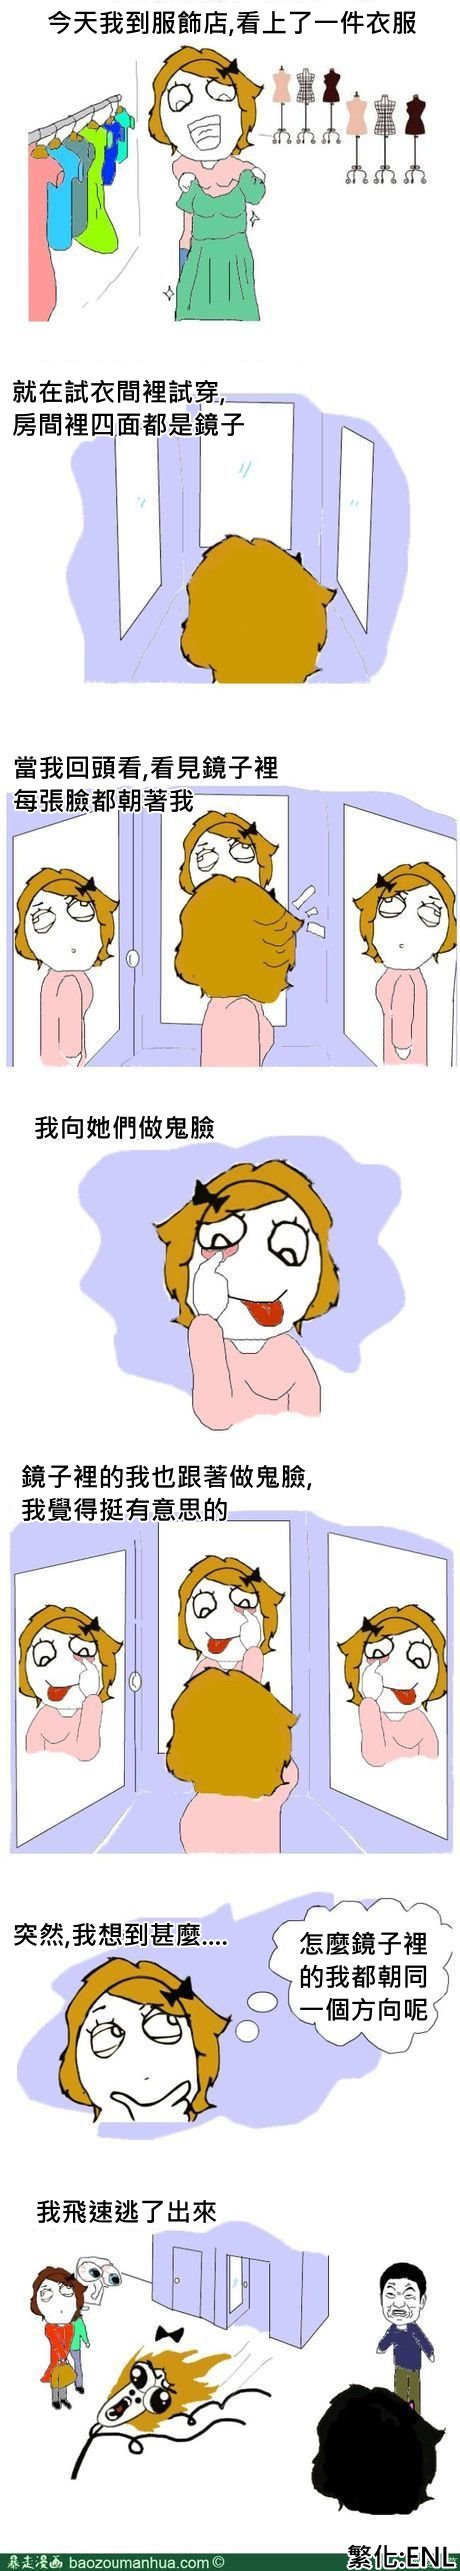 今天我到服飾店,看上了一件衣服
就在試衣間裡試穿,
房間裡四面都是鏡子
當我回頭看,看見鏡子裡
每張臉都朝著我
我向她們做鬼臉
鏡子裡的我也跟著做鬼臉,
我覺得挺有意思的
突然,我想到甚麼....
怎麼鏡子裡
的我都朝同
一個方向呢
我飛速逃了出來
暴走漫画 baozoumanhua.com ©
繁化:ENL